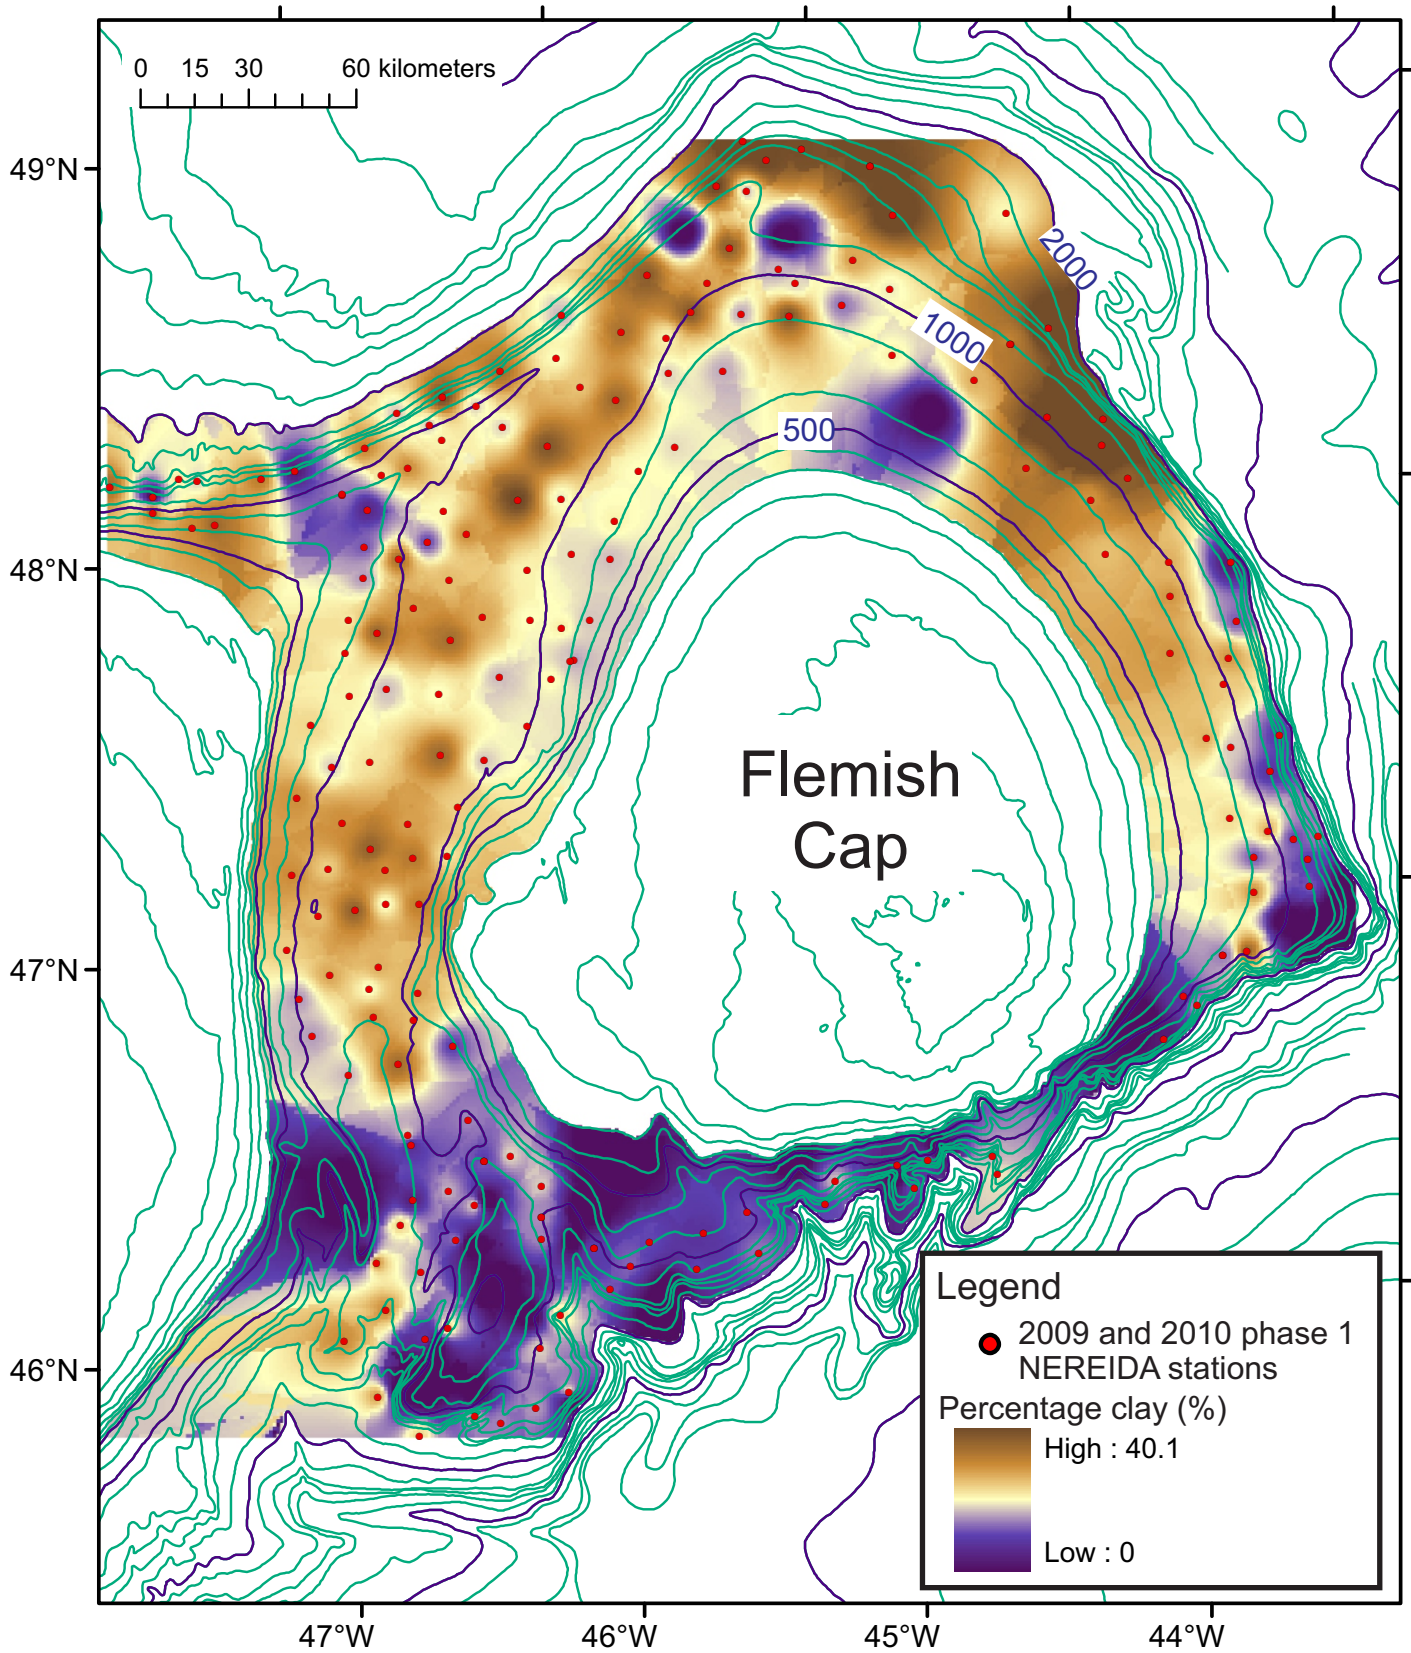 0 15 30 60 kilometers
49°N
2000
1000
500
48°N
Flemish
Cap
47°N
46°N
Legend
2009 and 2010 phase 1
NEREIDA stations
Percentage clay (%)
High : 40.1
Low : 0
47°W 46°W 45°W 44°W